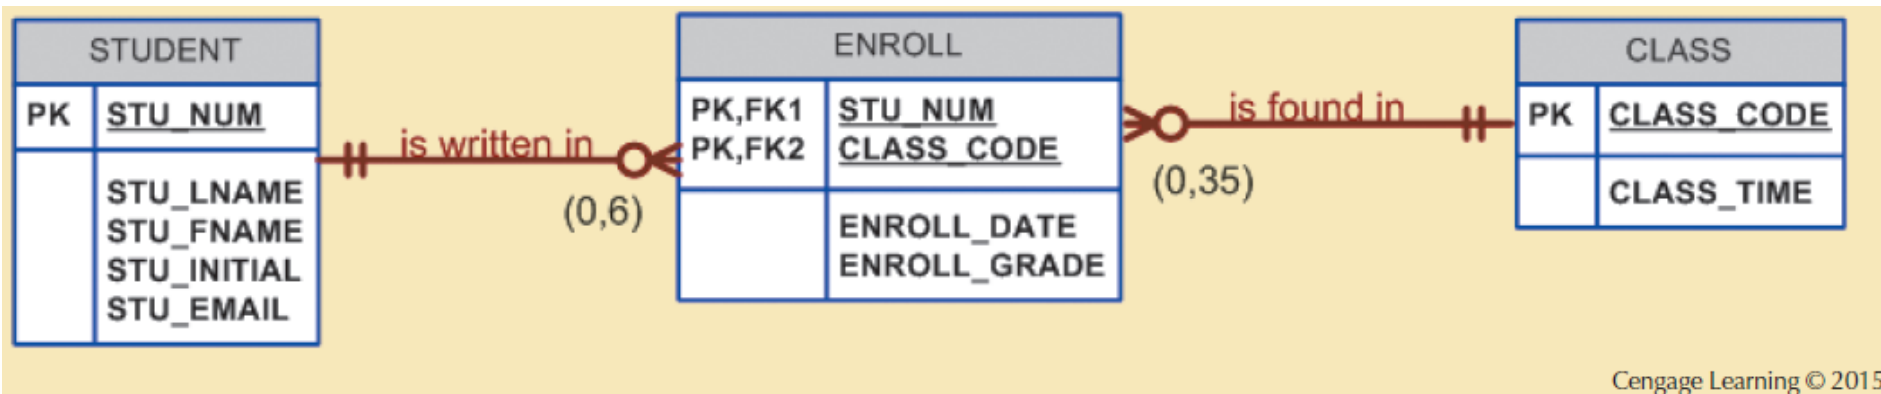 STUDENT
PK STU_NUM
STU_LNAME
STU_FNAME
STU_INITIAL
STU_EMAIL
is written in
(0,6)
ENROLL
PK,FK1 STU_NUM
PK,FK2 CLASS_CODE
ENROLL_DATE
ENROLL_GRADE
is found in
(0,35)
CLASS
PK CLASS_CODE
CLASS_TIME
Cengage Learning © 2015